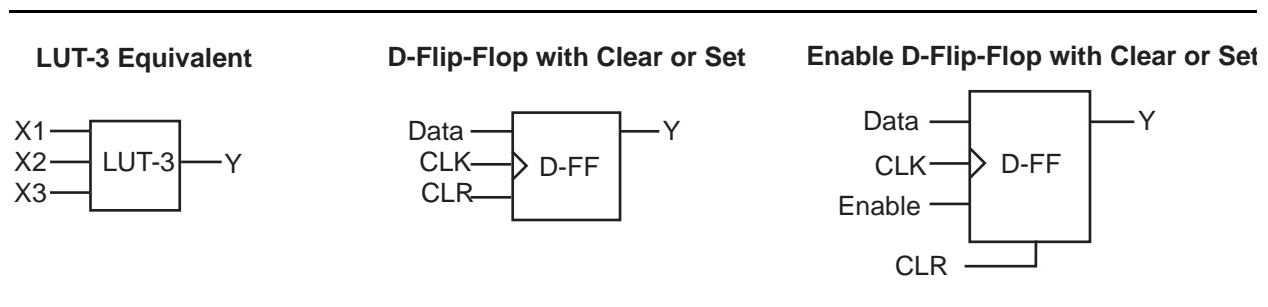 LUT-3 Equivalent
X1
X2
X3
LUT-3
Y
D-Flip-Flop with Clear or Set
Data
CLK
CLR
D-FF
Y
Enable D-Flip-Flop with Clear or Set
Data
CLK
Enable
CLR
D-FF
Y